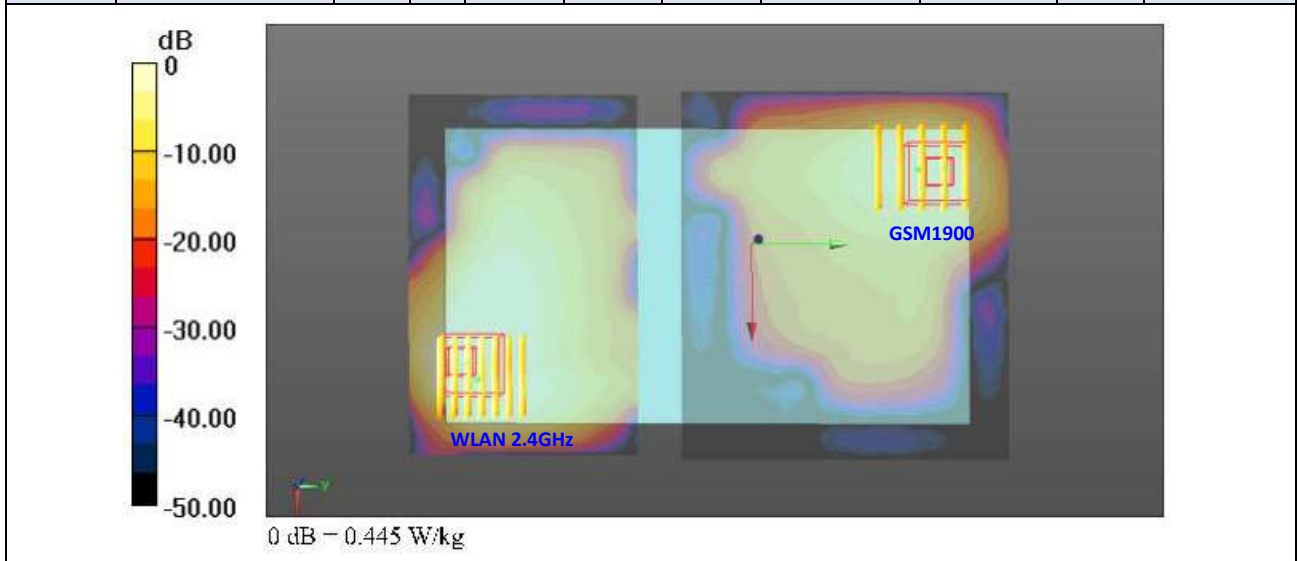 dB
0
-10.00
-20.00
-30.00
-40.00
-50.00
GSM1900
WLAN 2.4GHz
y
0 dB = 0.445 W/kg